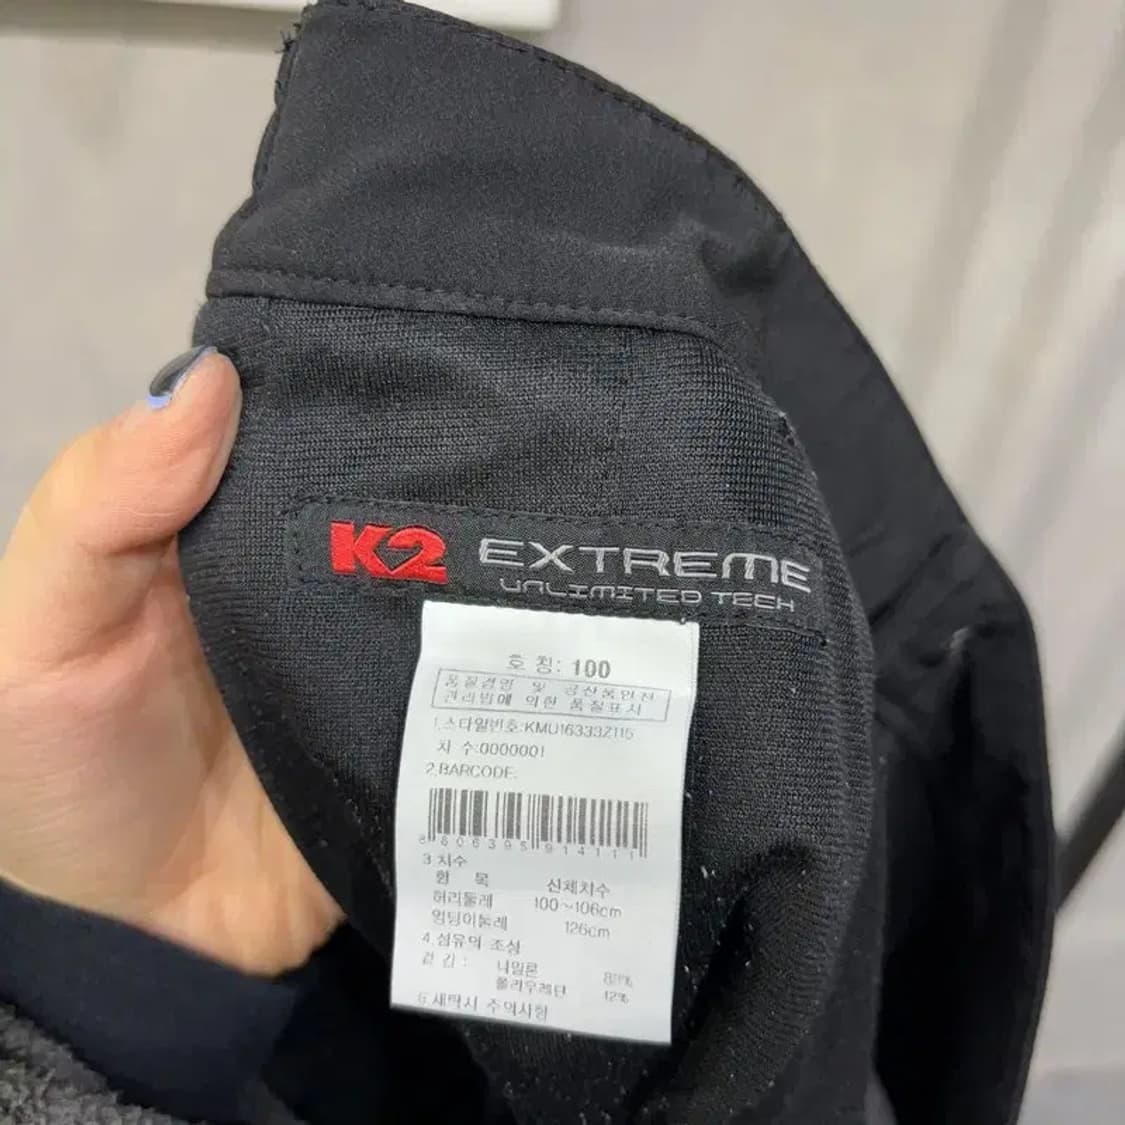 K2 EXTREME
UNLIMITED TECH
호 칭: 100
품질경영 및 공산품안전
관리법에 의한 품질표시
1.스타일번호:KMU16333Z115
차 수:0000001
2.BARCODE:
8 806395 914111
3.치수
항 목 신체치수
허리둘레 100~106cm
엉덩이둘레 126cm
4.섬유의 조성
겉 감 : 나일론
폴리우레탄 12%
5.세탁시 주의사항